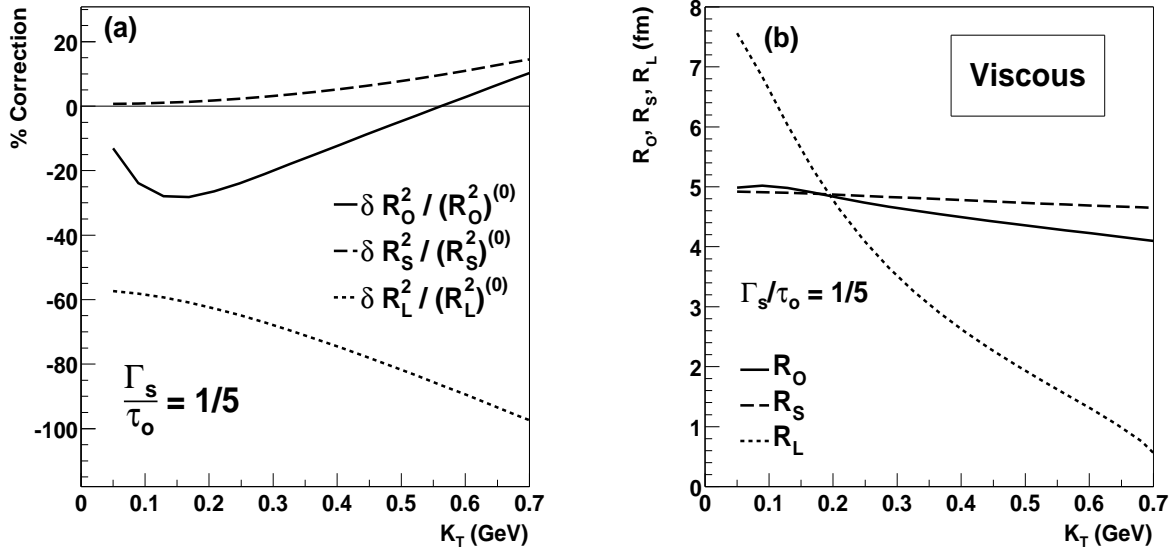 (a)
% Correction
20
0
-20
-40
-60
-80
-100
δ R_O^2 / (R_O^2)^(0)
δ R_S^2 / (R_S^2)^(0)
δ R_L^2 / (R_L^2)^(0)
Γ_s/τ_o = 1/5
0 0.1 0.2 0.3 0.4 0.5 0.6 0.7
K_T (GeV)
(b)
R_O, R_S, R_L (fm)
Viscous
8
7
6
5
4
3
2
1
0
Γ_s/τ_o = 1/5
R_O
R_S
R_L
0 0.1 0.2 0.3 0.4 0.5 0.6 0.7
K_T (GeV)